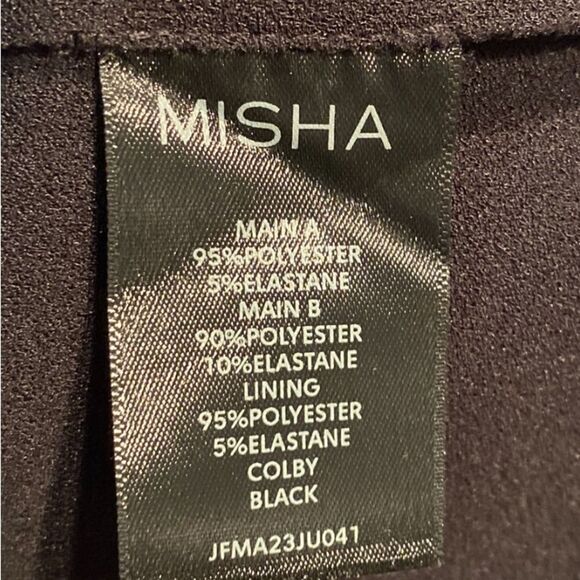 MISHA
MAIN A
95%POLYESTER
5%ELASTANE
MAIN B
90%POLYESTER
10%ELASTANE
LINING
95%POLYESTER
5%ELASTANE
COLBY
BLACK
JFMA23JU041